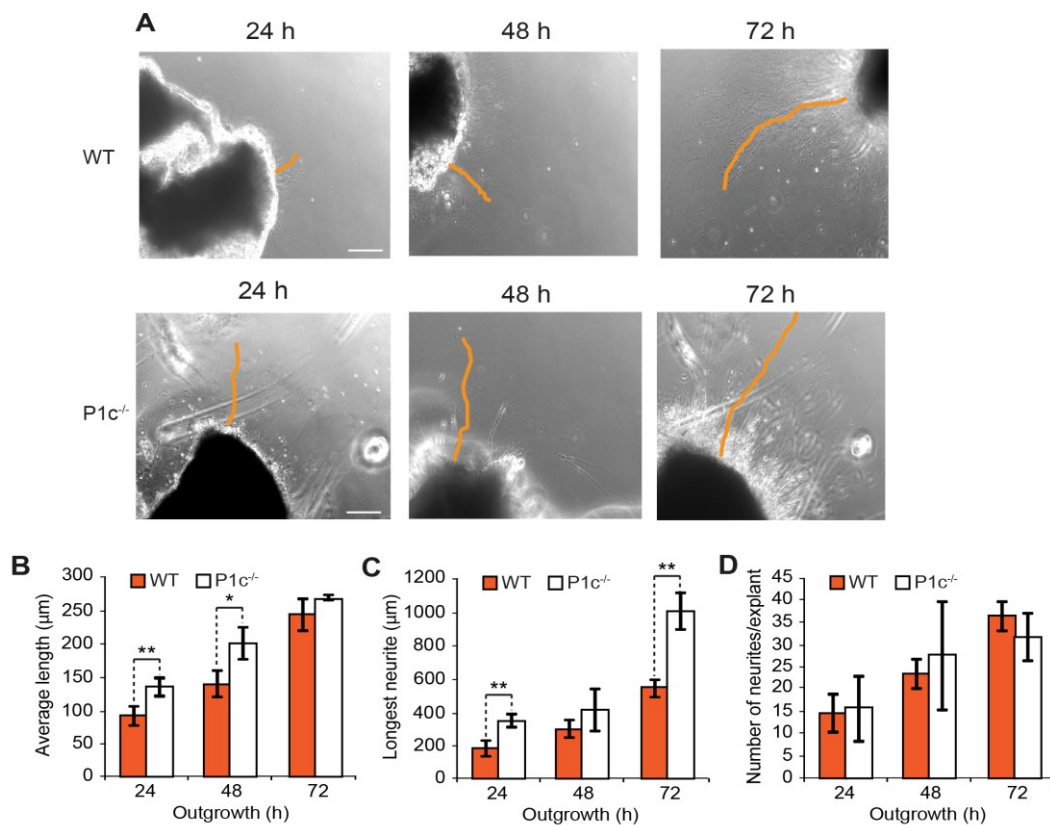 A
24 h
48 h
72 h
WT
24 h
48 h
72 h
P1c-/-
B
WT
P1c-/-
*
**
Average length (µm)
300
250
200
150
100
50
0
24
48
72
Outgrowth (h)
C
WT
P1c-/-
**
**
Longest neurite (µm)
1200
1000
800
600
400
200
0
24
48
72
Outgrowth (h)
D
WT
P1c-/-
Number of neurites/explant
45
40
35
30
25
20
15
15
10
5
0
24
48
72
Outgrowth (h)